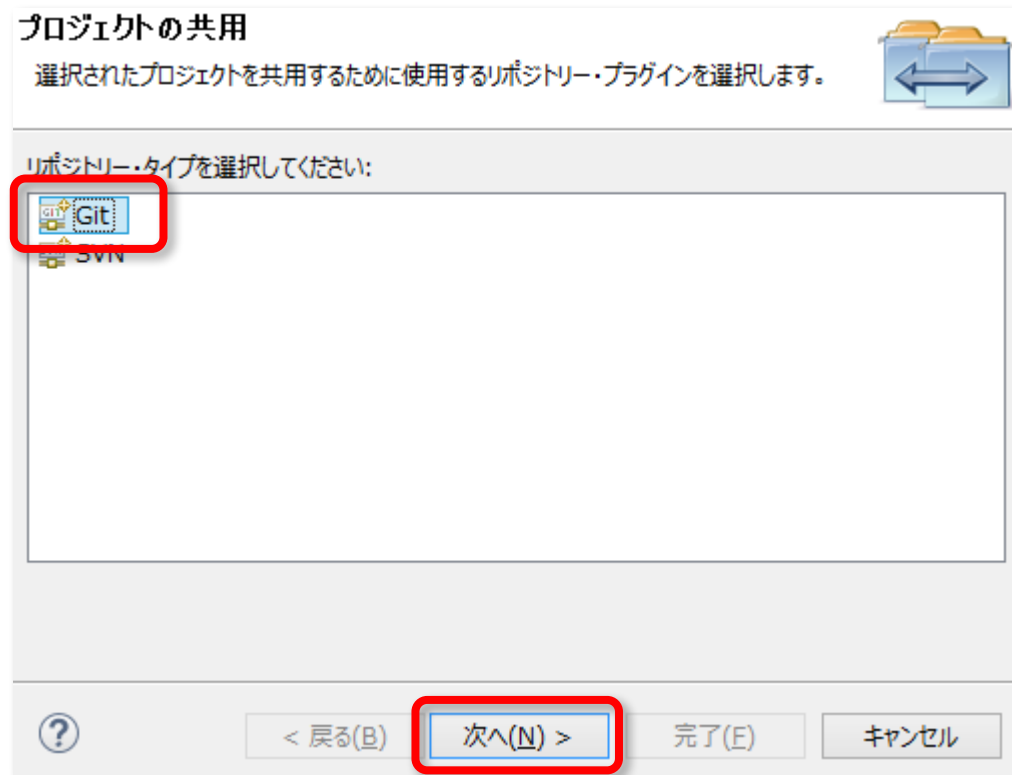 プロジェクトの共用
選択されたプロジェクトを共用するために使用するリポジトリー・プラグインを選択します。
リポジトリー・タイプを選択してください:
Git
SVN
< 戻る(B)
次へ(N) >
完了(F)
キャンセル